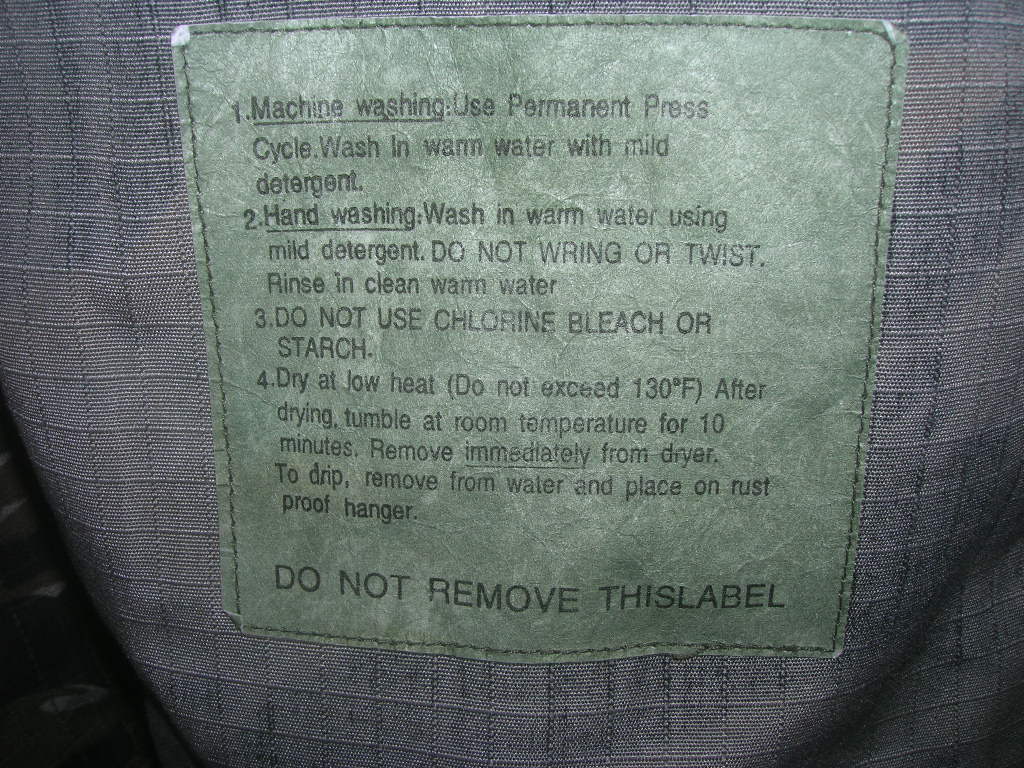 1.Machine washing:Use Permanent Press
Cycle.Wash In warm water with mild
detergent.
2.Hand washing:Wash in warm water using
mild detergent. DO NOT WRING OR TWIST.
Rinse in clean warm water
3.DO NOT USE CHLORINE BLEACH OR
STARCH.
4.Dry at low heat (Do not exceed 130°F) After
drying, tumble at room temperature for 10
minutes. Remove immediately from dryer.
To drip, remove from water and place on rust
proof hanger.
DO NOT REMOVE THISLABEL